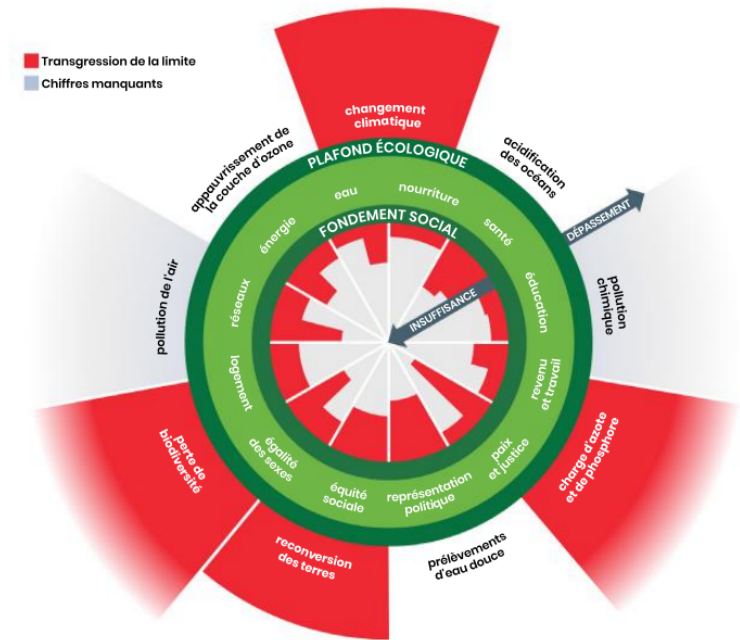 Transgression de la limite
Chiffres manquants
changement
climatique
appauvrissement de
la couche d'ozone
acidification
des océans
PLAFOND ÉCOLOGIQUE
eau
nourriture
énergie
santé
FONDEMENT SOCIAL
DÉPASSEMENT
pollution de l'air
réseaux
INSUFFISANCE
éducation
pollution
chimique
logement
revenu
et travail
perte de
biodiversité
égalité
des sexes
équité
sociale
représentation
politique
paix
et justice
charge d'azote
et de phosphore
reconversion
des terres
prélèvements
d'eau douce